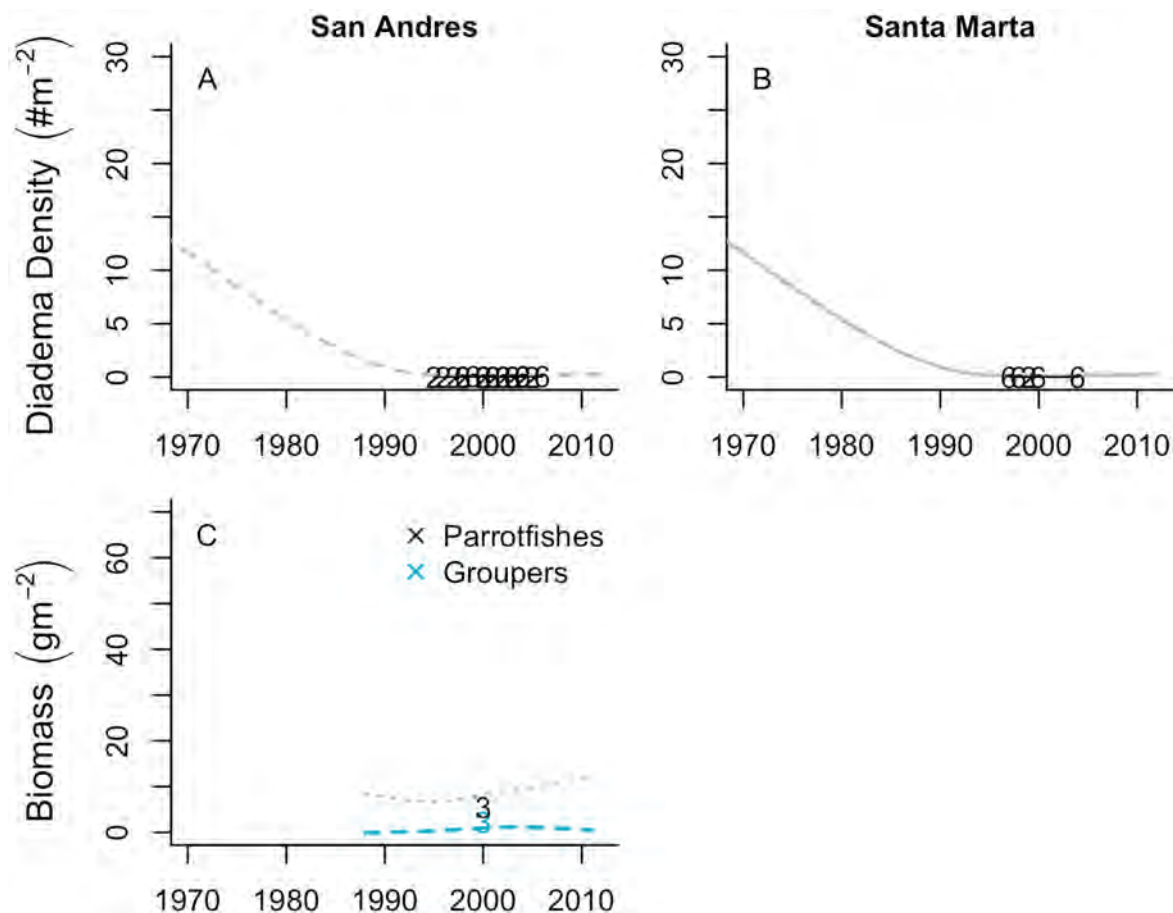 San Andres
Santa Marta
Diadema Density (#m⁻²)
A
30
20
10
5
0
1970 1980 1990 2000 2010
B
30
20
10
5
0
6 6
1970 1980 1990 2000 2010
Biomass (gm⁻²)
C
× Parrotfishes
× Groupers
60
40
20
0
3
3
1970 1980 1990 2000 2010